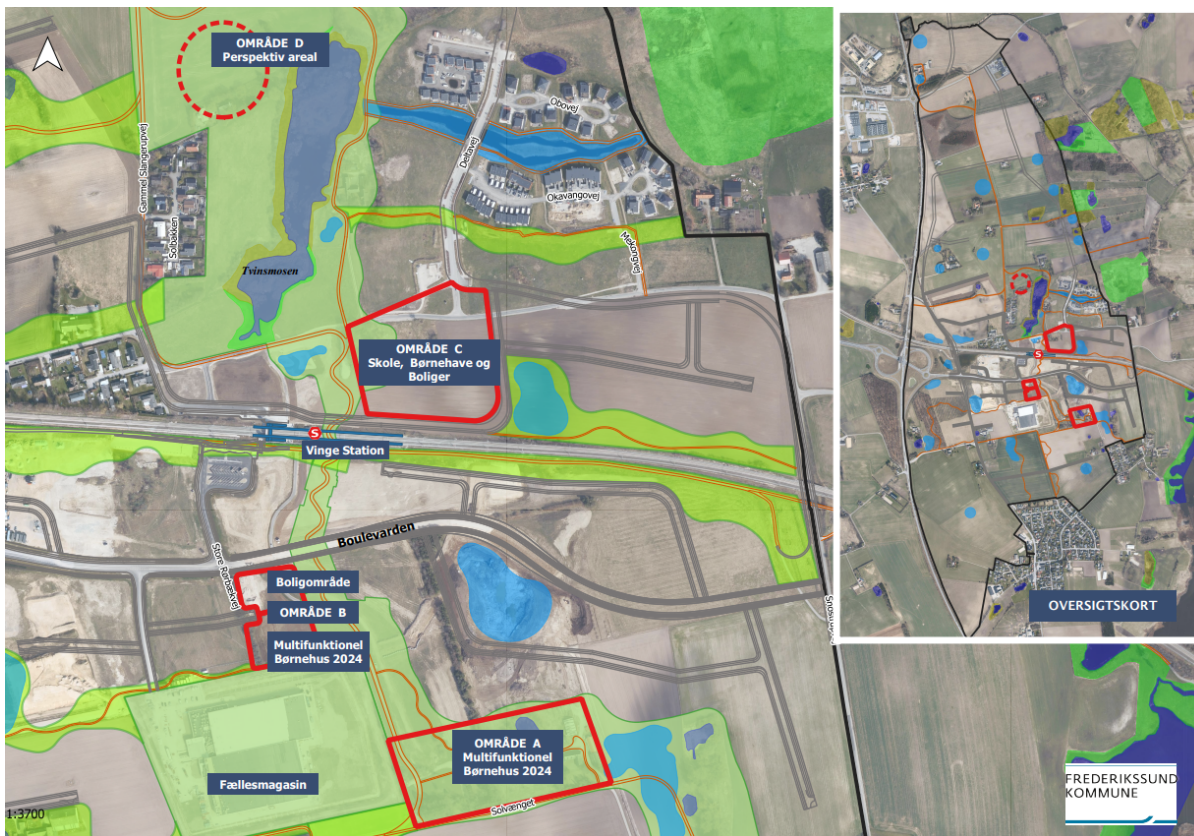 OMRÅDE D
Perspektiv areal
Gammel Slangerupvej
Solbakken
Tvinsmosen
Deltavej
Obovej
Okavangovej
Mekongvej
OMRÅDE C
Skole, Børnehave og
Boliger
S
Vinge Station
Boulevarden
Store Rørbækvej
Boligområde
OMRÅDE B
Multifunktionel
Børnehus 2024
OMRÅDE A
Multifunktionel
Børnehus 2024
Fællesmagasin
Solvænget
1:3700
S
OVERSIGTSKORT
FREDERIKSSUND
KOMMUNE